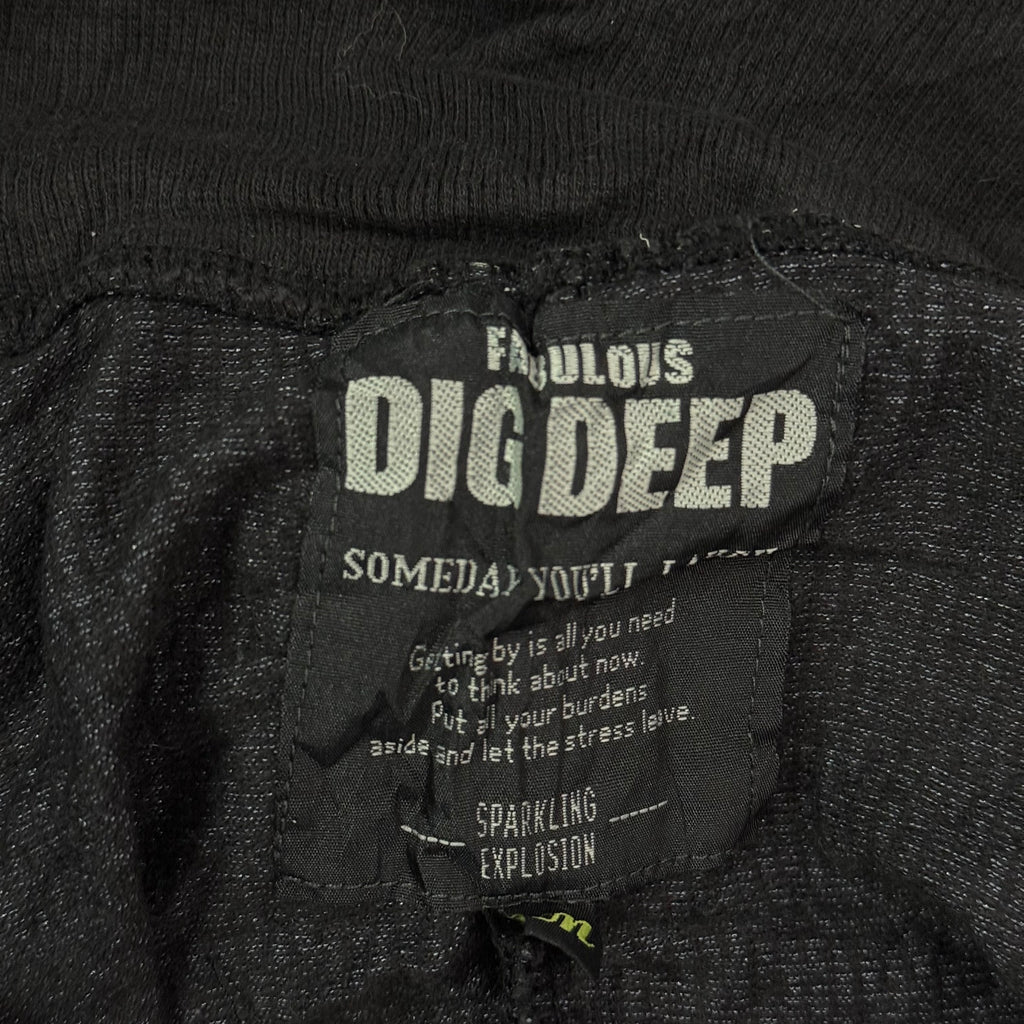 FABULOUS
DIG DEEP
SOMEDAY YOU'LL
Getting by is all you need
to think about now.
Put all your burdens
aside and let the stress leave.
SPARKLING
EXPLOSION
M